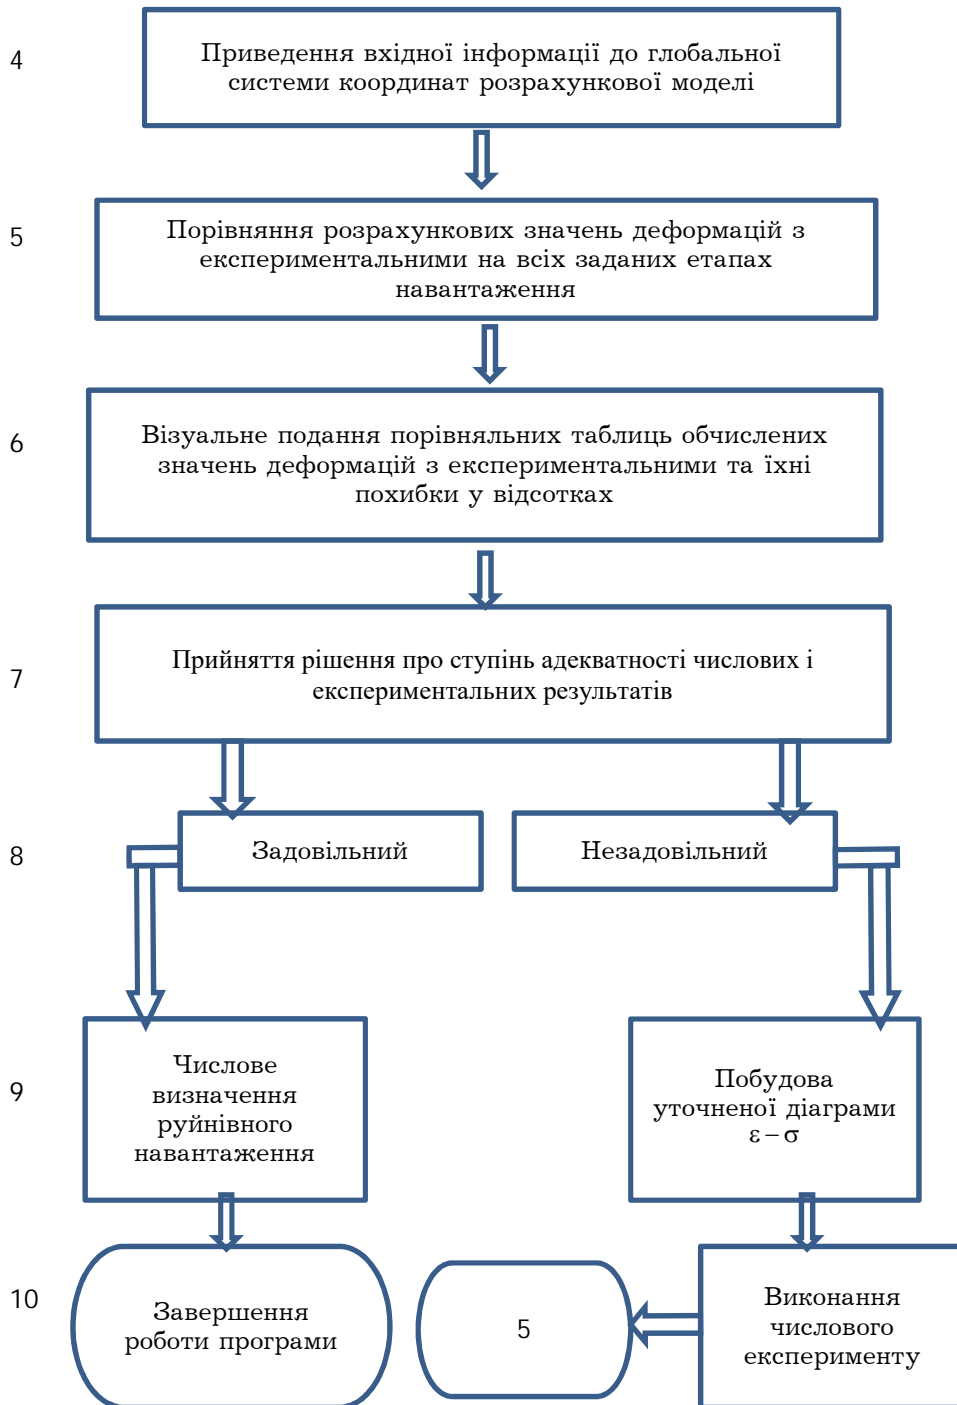 4
Приведення вхідної інформації до глобальної
системи координат розрахункової моделі
5
Порівняння розрахункових значень деформацій з
експериментальними на всіх заданих етапах
навантаження
6
Візуальне подання порівняльних таблиць обчислених
значень деформацій з експериментальними та їхні
похибки у відсотках
7
Прийняття рішення про ступінь адекватності числових і
експериментальних результатів
8
Задовільний
Незадовільний
9
Числове
визначення
руйнівного
навантаження
Побудова
уточненої діаграми
ε – σ
10
Завершення
роботи програми
5
Виконання
числового
експерименту